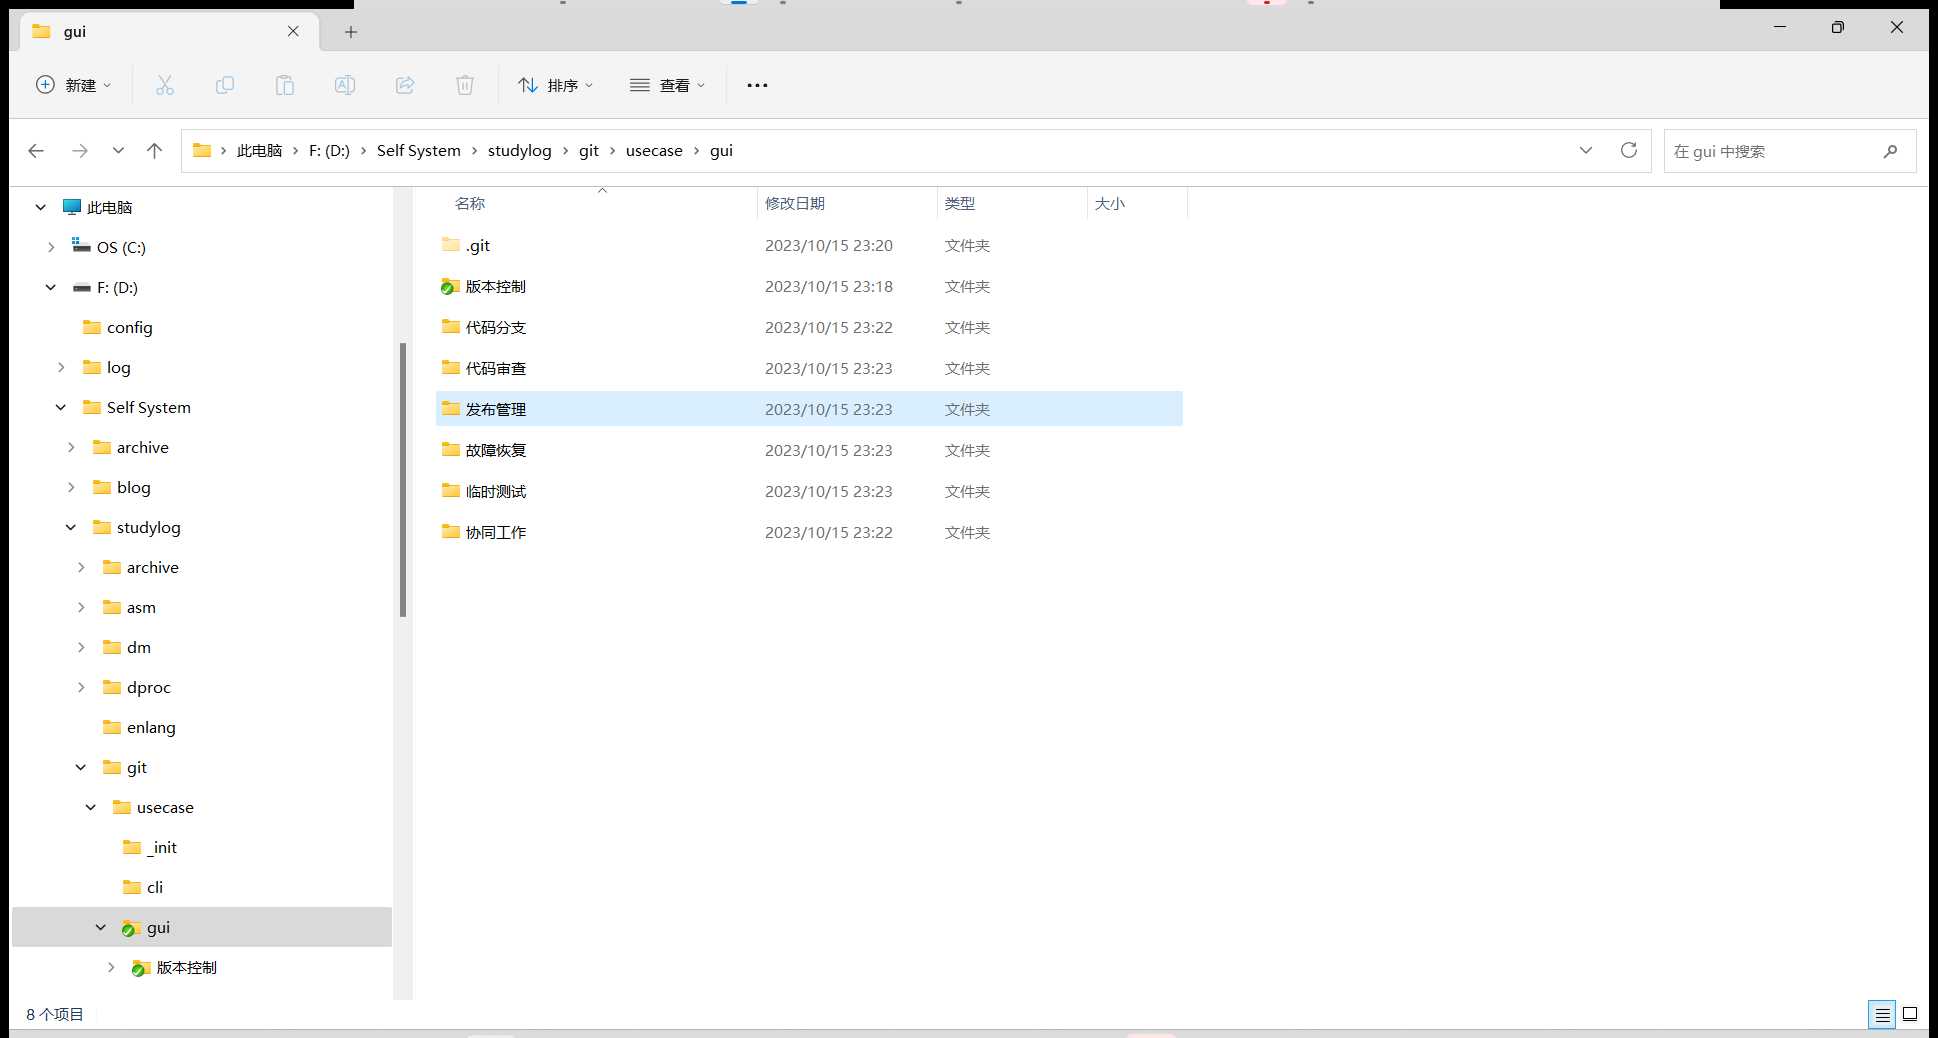 gui
新建
排序
查看
此电脑 F: (D:) Self System studylog git usecase gui
在 gui 中搜索
此电脑
OS (C:)
F: (D:)
config
log
Self System
archive
blog
studylog
archive
asm
dm
dproc
enlang
git
usecase
_init
cli
gui
版本控制
名称 修改日期 类型 大小
.git 2023/10/15 23:20 文件夹
版本控制 2023/10/15 23:18 文件夹
代码分支 2023/10/15 23:22 文件夹
代码审查 2023/10/15 23:23 文件夹
发布管理 2023/10/15 23:23 文件夹
故障恢复 2023/10/15 23:23 文件夹
临时测试 2023/10/15 23:23 文件夹
协同工作 2023/10/15 23:22 文件夹
8 个项目